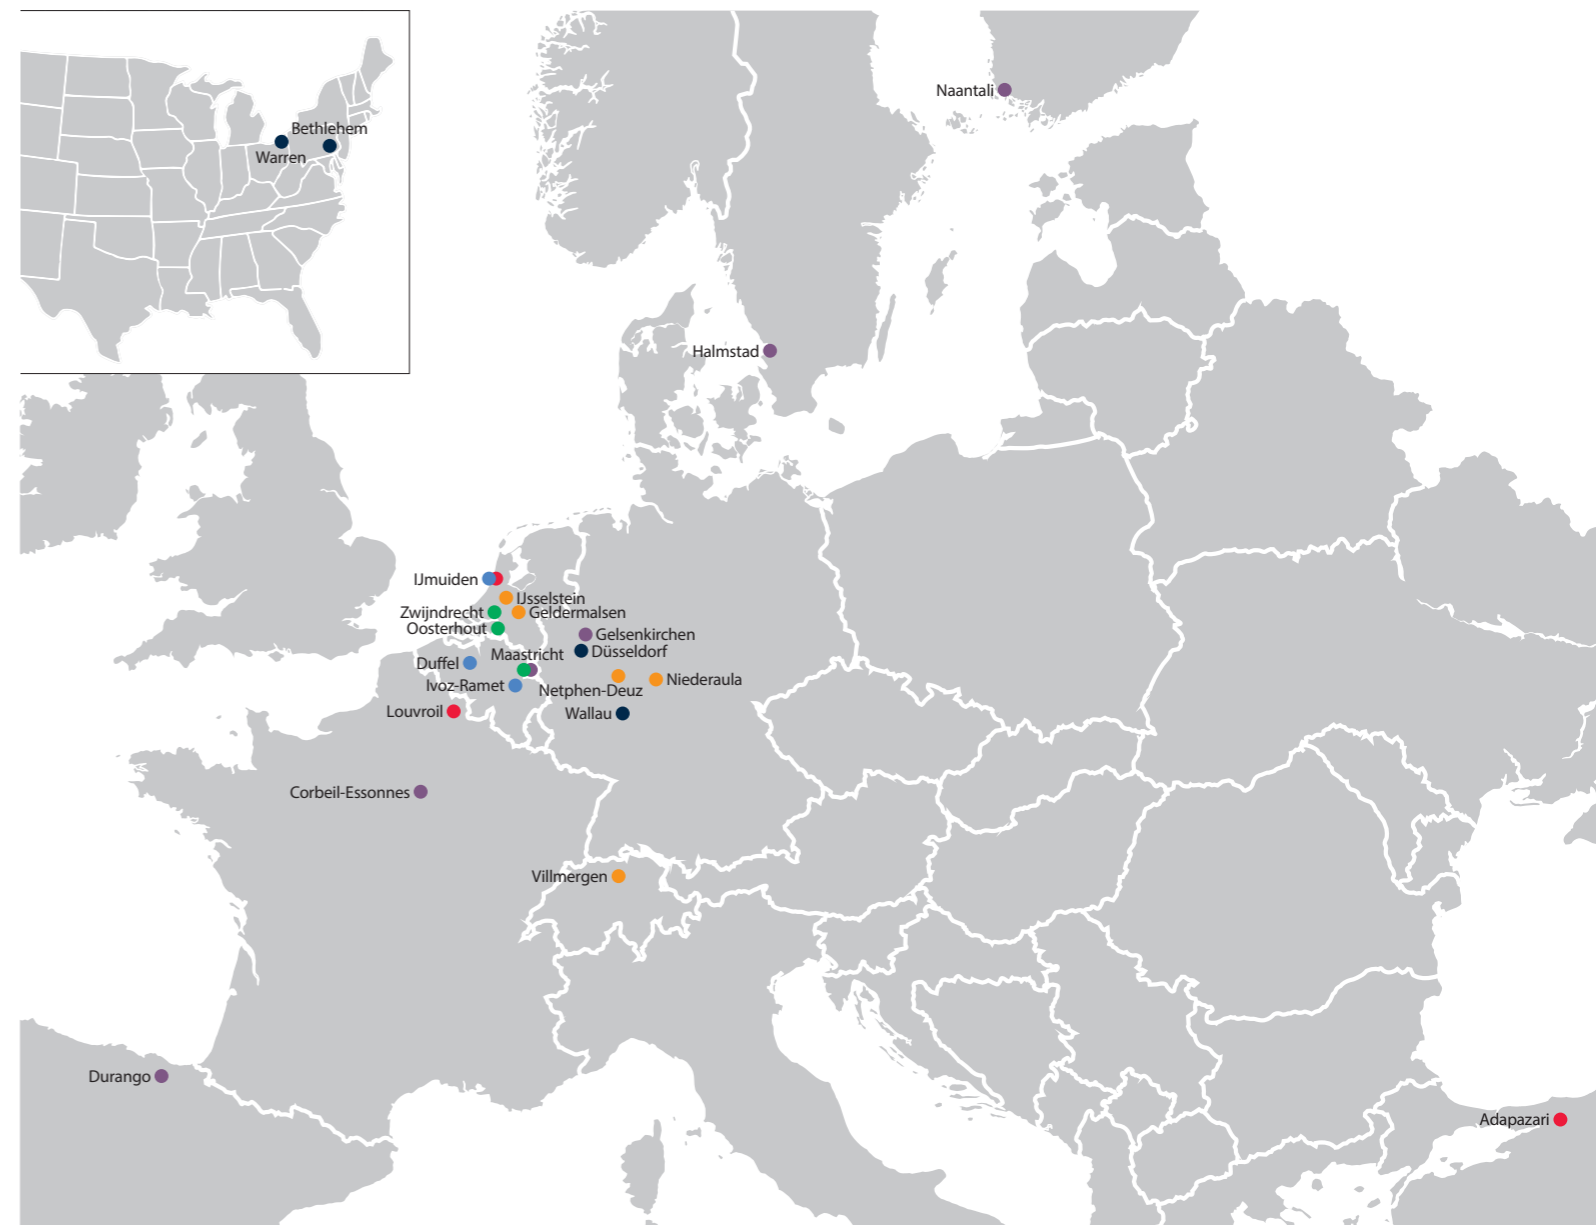 Bethlehem
Warren
Naantali
Halmstad
IJmuiden
IJsselstein
Zwijndrecht
Geldermalsen
Oosterhout
Gelsenkirchen
Düsseldorf
Maastricht
Duffel
Ivoz-Ramet
Netphen-Deuz
Niederaula
Louvroil
Wallau
Corbeil-Essonnes
Villmergen
Durango
Adapazari